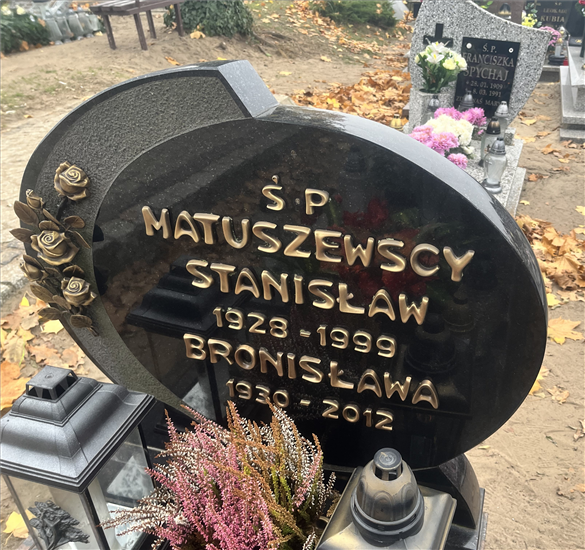 Ś P
MATUSZEWSCY
STANISŁAW
1928 - 1999
BRONISŁAWA
1930 - 2012
Ś. P.
FRANCISZKA
SPYCHAJ